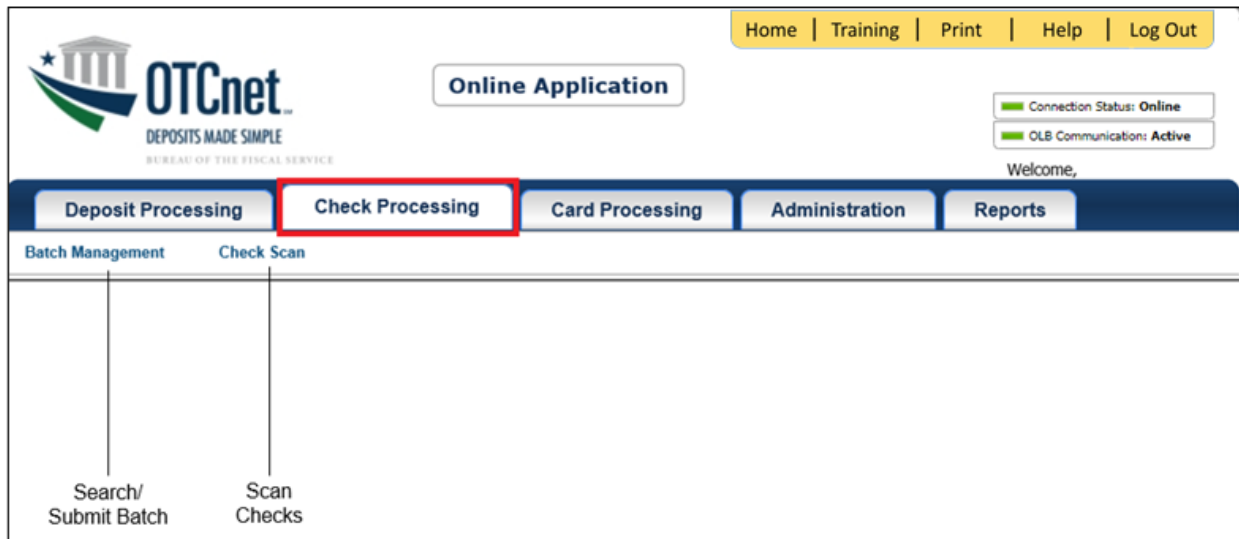 Home | Training | Print | Help | Log Out
OTCnet™
DEPOSITS MADE SIMPLE
BUREAU OF THE FISCAL SERVICE
Online Application
Connection Status: Online
OLB Communication: Active
Welcome,
Deposit Processing Check Processing Card Processing Administration Reports
Batch Management Check Scan
Search/
Submit Batch
Scan
Checks